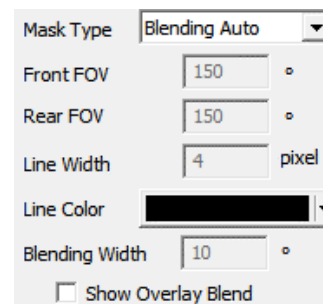 Mask Type Blending Auto
Front FOV 150 °
Rear FOV 150 °
Line Width 4 pixel
Line Color
Blending Width 10 °
Show Overlay Blend